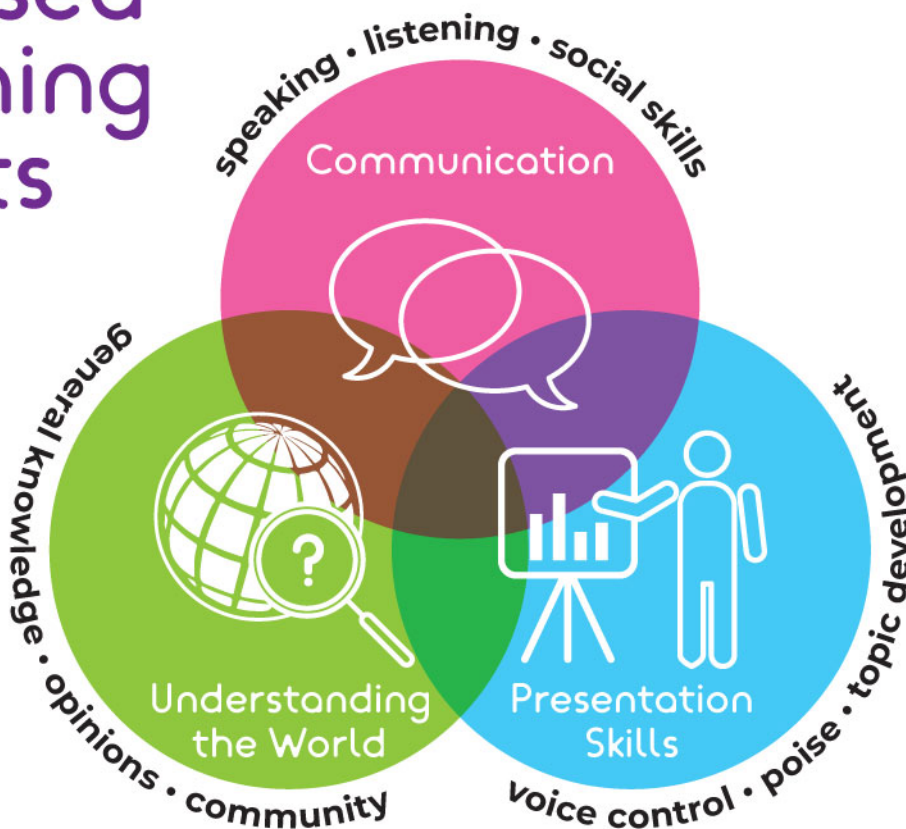 sed
ning
ts
speaking • listening • social skills
Communication
general knowledge • opinions • community
?
Understanding
the World
Presentation
Skills
voice control • poise • topic development